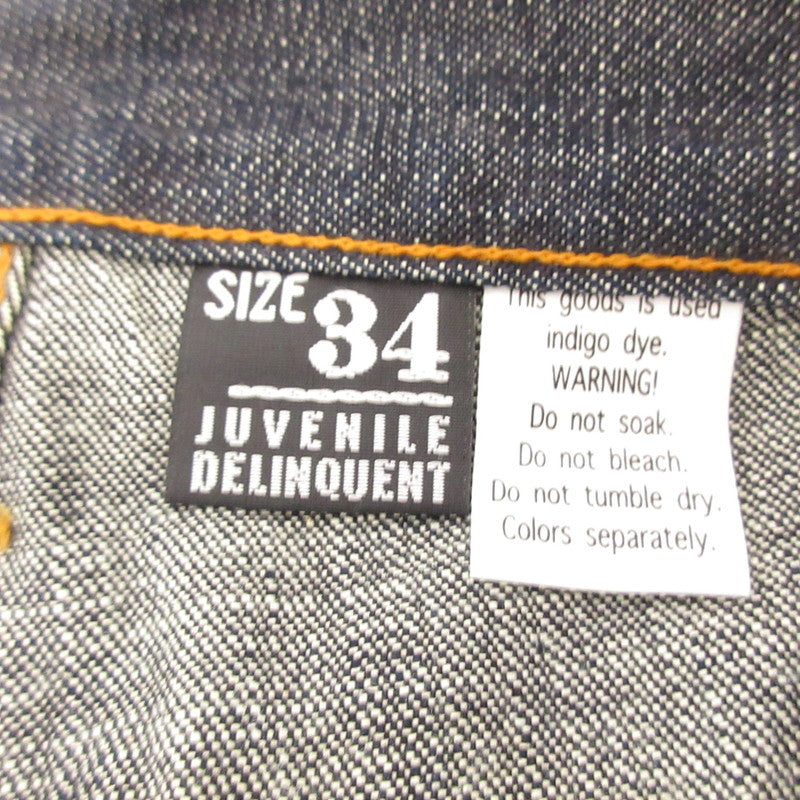 SIZE 34
JUVENILE
DELINQUENT
This goods is used
indigo dye.
WARNING!
Do not soak.
Do not bleach.
Do not tumble dry.
Colors separately.